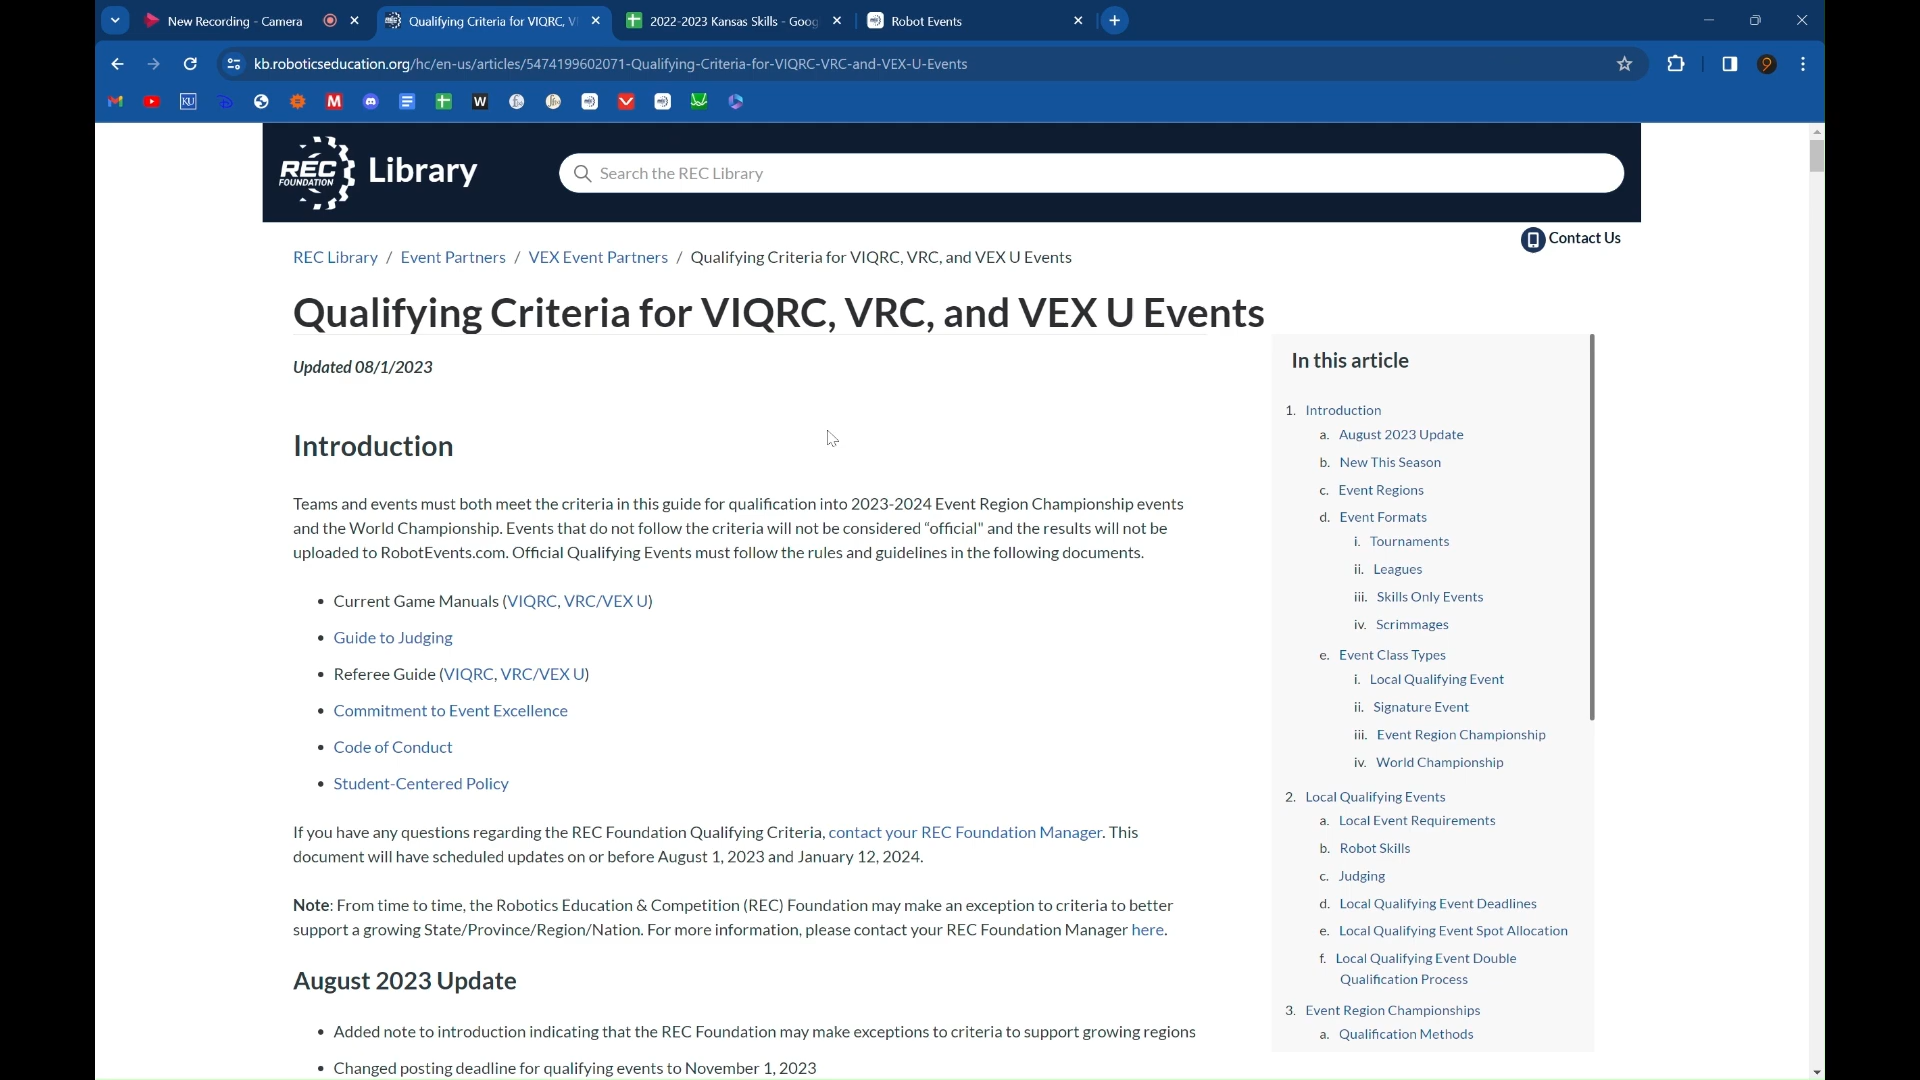 New Recording - Camera
Qualifying Criteria for VIQRC, V
2022-2023 Kansas Skills - Goog
Robot Events
kb.roboticseducation.org/hc/en-us/articles/5474199602071-Qualifying-Criteria-for-VIQRC-VRC-and-VEX-U-Events
REC
FOUNDATION
Library
Search the REC Library
Contact Us
REC Library / Event Partners / VEX Event Partners / Qualifying Criteria for VIQRC, VRC, and VEX U Events
Qualifying Criteria for VIQRC, VRC, and VEX U Events
Updated 08/1/2023
Introduction
Teams and events must both meet the criteria in this guide for qualification into 2023-2024 Event Region Championship events
and the World Championship. Events that do not follow the criteria will not be considered “official” and the results will not be
uploaded to RobotEvents.com. Official Qualifying Events must follow the rules and guidelines in the following documents.
• Current Game Manuals (VIQRC, VRC/VEX U)
• Guide to Judging
• Referee Guide (VIQRC, VRC/VEX U)
• Commitment to Event Excellence
• Code of Conduct
• Student-Centered Policy
If you have any questions regarding the REC Foundation Qualifying Criteria, contact your REC Foundation Manager. This
document will have scheduled updates on or before August 1, 2023 and January 12, 2024.
Note: From time to time, the Robotics Education & Competition (REC) Foundation may make an exception to criteria to better
support a growing State/Province/Region/Nation. For more information, please contact your REC Foundation Manager here.
August 2023 Update
• Added note to introduction indicating that the REC Foundation may make exceptions to criteria to support growing regions
• Changed posting deadline for qualifying events to November 1, 2023
In this article
1. Introduction
a. August 2023 Update
b. New This Season
c. Event Regions
d. Event Formats
i. Tournaments
ii. Leagues
iii. Skills Only Events
iv. Scrimmages
e. Event Class Types
i. Local Qualifying Event
ii. Signature Event
iii. Event Region Championship
iv. World Championship
2. Local Qualifying Events
a. Local Event Requirements
b. Robot Skills
c. Judging
d. Local Qualifying Event Deadlines
e. Local Qualifying Event Spot Allocation
f. Local Qualifying Event Double
Qualification Process
3. Event Region Championships
a. Qualification Methods